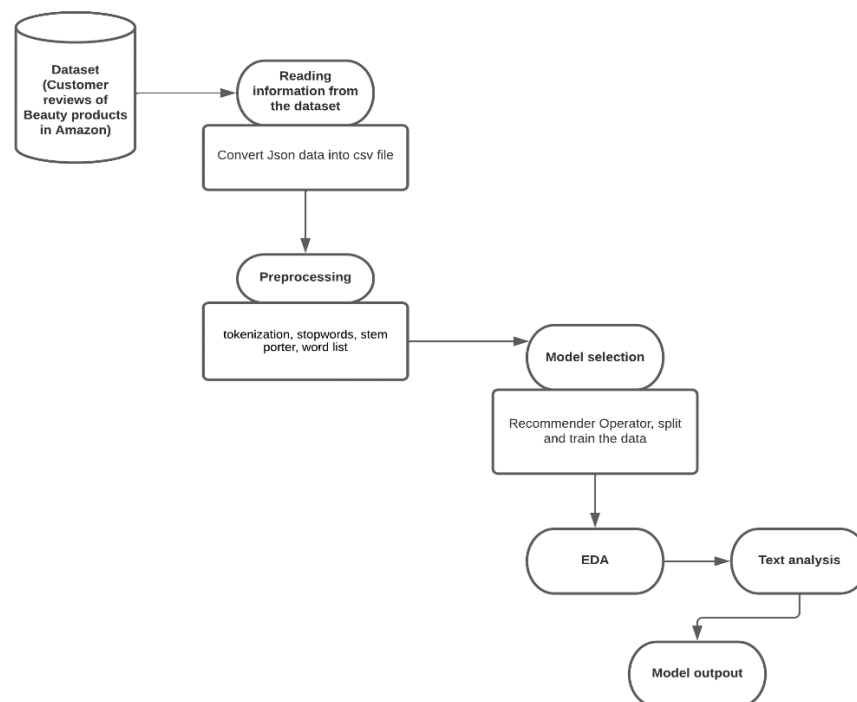 Dataset
(Customer
reviews of
Beauty products
in Amazon)
Reading
information from
the dataset
Convert Json data into csv file
Preprocessing
tokenization, stopwords, stem
porter, word list
Model selection
Recommender Operator, split
and train the data
EDA
Text analysis
Model outpout